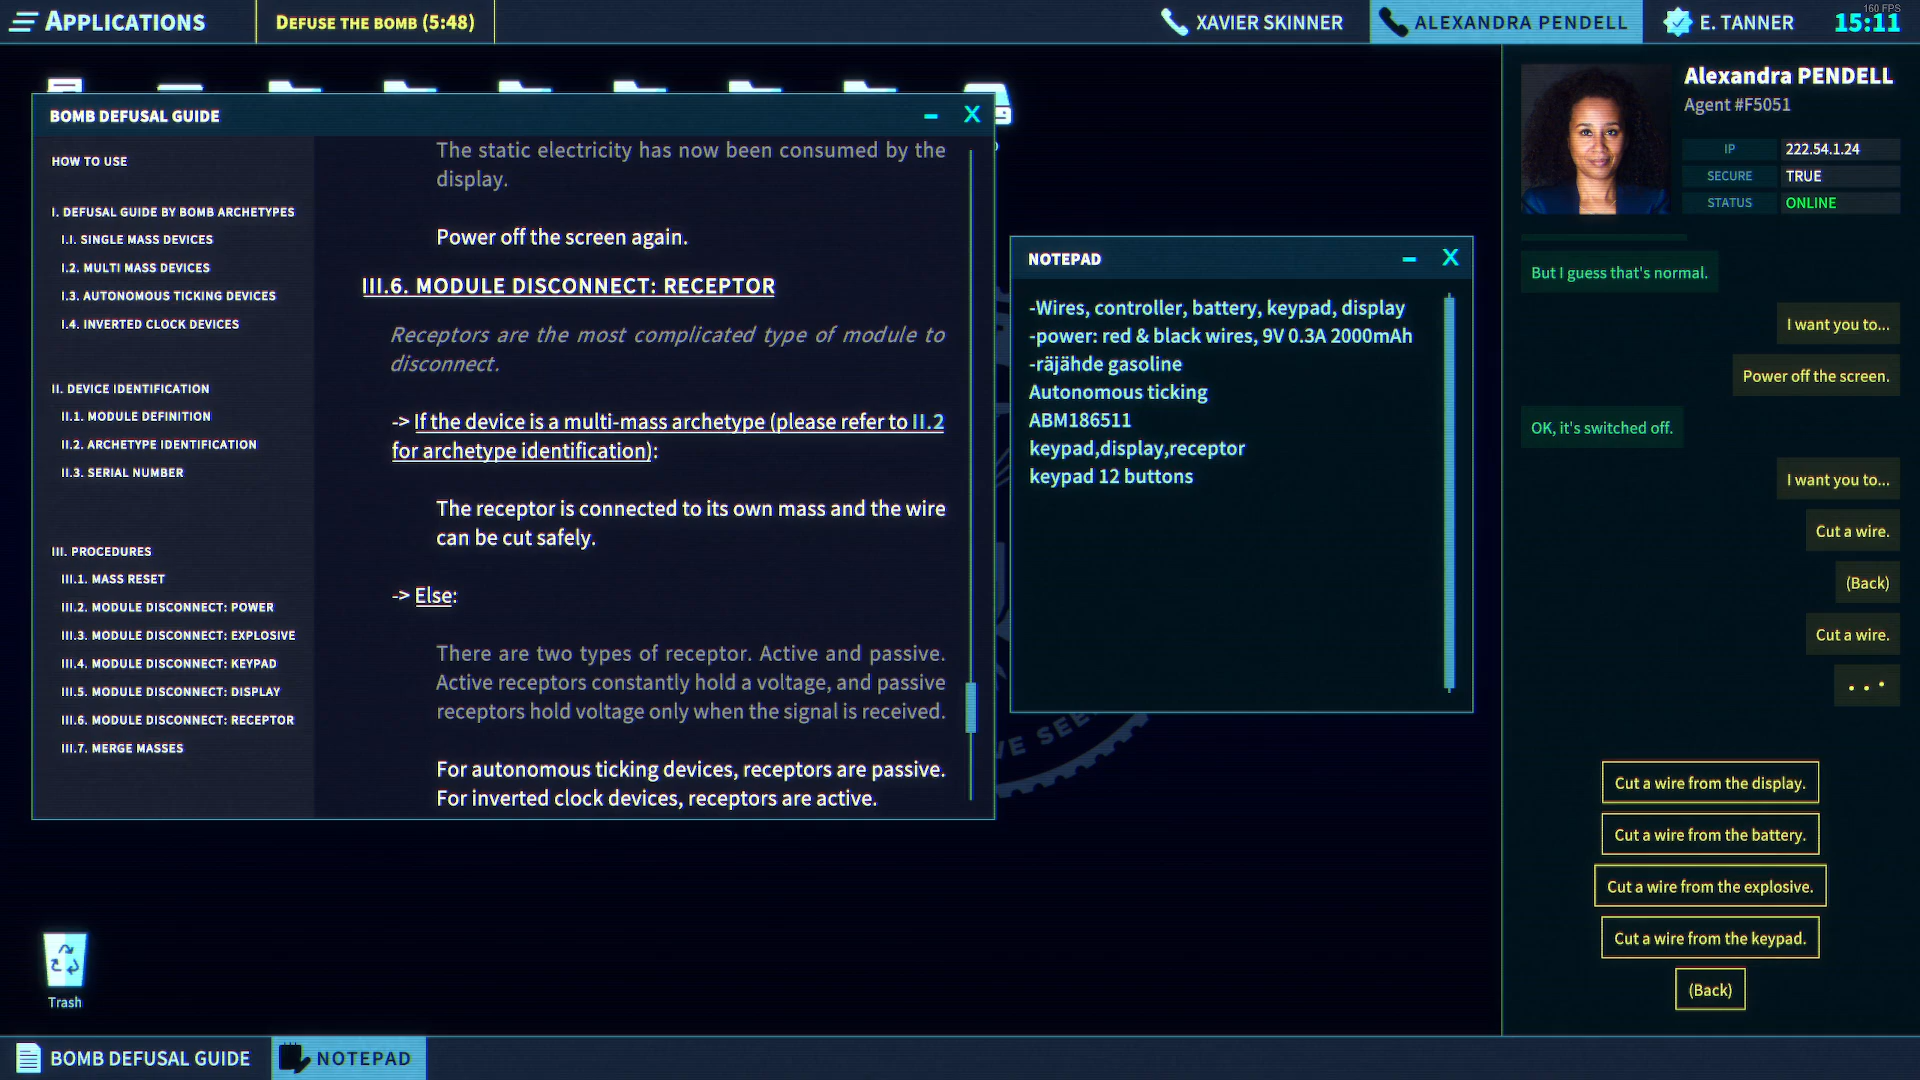 APPLICATIONS
DEFUSE THE BOMB (5:48)
XAVIER SKINNER
ALEXANDRA PENDELL
E. TANNER
160 FPS
15:11
BOMB DEFUSAL GUIDE
HOW TO USE
I. DEFUSAL GUIDE BY BOMB ARCHETYPES
I.I. SINGLE MASS DEVICES
I.2. MULTI MASS DEVICES
I.3. AUTONOMOUS TICKING DEVICES
I.4. INVERTED CLOCK DEVICES
II. DEVICE IDENTIFICATION
II.1. MODULE DEFINITION
II.2. ARCHETYPE IDENTIFICATION
II.3. SERIAL NUMBER
III. PROCEDURES
III.1. MASS RESET
III.2. MODULE DISCONNECT: POWER
III.3. MODULE DISCONNECT: EXPLOSIVE
III.4. MODULE DISCONNECT: KEYPAD
III.5. MODULE DISCONNECT: DISPLAY
III.6. MODULE DISCONNECT: RECEPTOR
III.7. MERGE MASSES
The static electricity has now been consumed by the
display.
Power off the screen again.
III.6. MODULE DISCONNECT: RECEPTOR
Receptors are the most complicated type of module to
disconnect.
-> If the device is a multi-mass archetype (please refer to II.2
for archetype identification):
The receptor is connected to its own mass and the wire
can be cut safely.
-> Else:
There are two types of receptor. Active and passive.
Active receptors constantly hold a voltage, and passive
receptors hold voltage only when the signal is received.
For autonomous ticking devices, receptors are passive.
For inverted clock devices, receptors are active.
NOTEPAD
-Wires, controller, battery, keypad, display
-power: red & black wires, 9V 0.3A 2000mAh
-räjähde gasoline
Autonomous ticking
ABM186511
keypad,display,receptor
keypad 12 buttons
Alexandra PENDELL
Agent #F5051
IP 222.54.1.24
SECURE TRUE
STATUS ONLINE
But I guess that's normal.
I want you to...
Power off the screen.
OK, it's switched off.
I want you to...
Cut a wire.
(Back)
Cut a wire.
...
Cut a wire from the display.
Cut a wire from the battery.
Cut a wire from the explosive.
Cut a wire from the keypad.
(Back)
Trash
BOMB DEFUSAL GUIDE
NOTEPAD